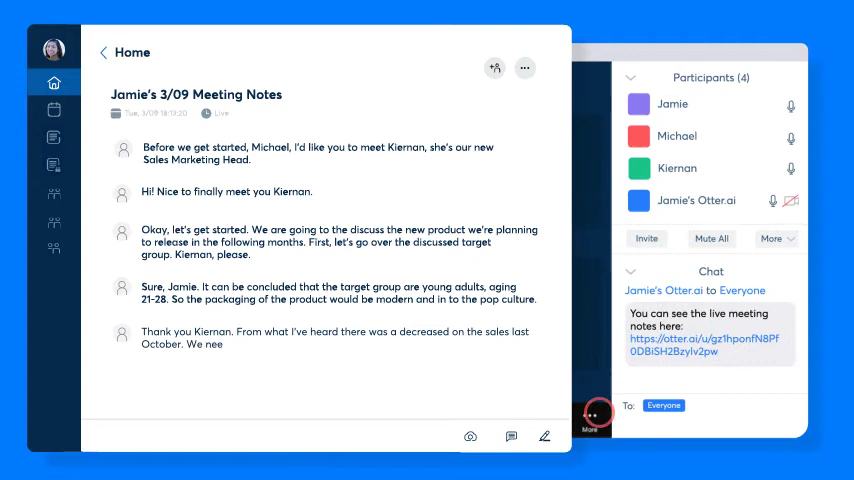 Home
Jamie's 3/09 Meeting Notes
Tue, 3/09 18:13:20 Live
Before we get started, Michael, I'd like you to meet Kiernan, she's our new
Sales Marketing Head.
Hi! Nice to finally meet you Kiernan.
Okay, let's get started. We are going to the discuss the new product we're planning
to release in the following months. First, let's go over the discussed target
group. Kiernan, please.
Sure, Jamie. It can be concluded that the target group are young adults, aging
21-28. So the packaging of the product would be modern and in to the pop culture.
Thank you Kiernan. From what I've heard there was a decreased on the sales last
October. We nee
More
Participants (4)
Jamie
Michael
Kiernan
Jamie's Otter.ai
Invite Mute All More
Chat
Jamie's Otter.ai to Everyone
You can see the live meeting
notes here:
https://otter.ai/u/gz1hponfN8Pf
0DBiSH2Bzylv2pw
To: Everyone